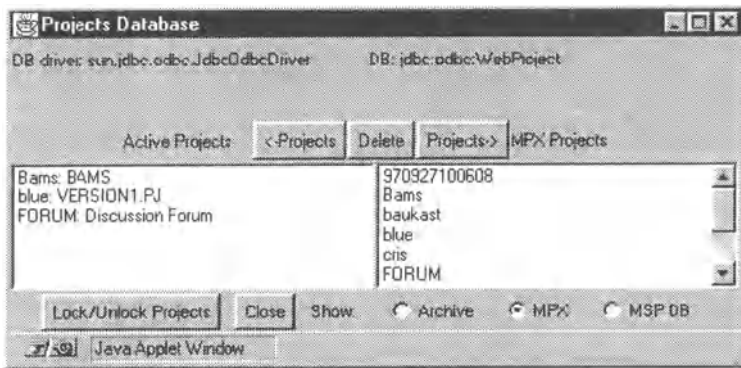 Projects Database
DB driver: sun.jdbc.odbc.JdbcOdbcDriver DB: jdbc:odbc:WebProject
Active Projects <-Projects Delete Projects-> MPX Projects
Bams: BAMS
blue: VERSION1.PJ
FORUM: Discussion Forum
970927100608
Bams
baukast
blue
cris
FORUM
Lock/Unlock Projects Close Show: Archive MPX MSP DB
Java Applet Window